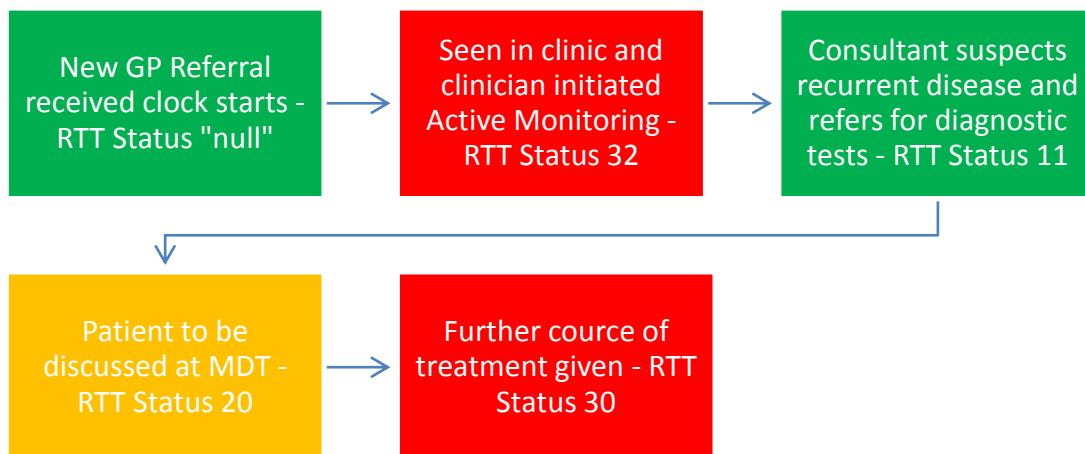 New GP Referral
received clock starts -
RTT Status "null"
Seen in clinic and
clinician initiated
Active Monitoring -
RTT Status 32
Consultant suspects
recurrent disease and
refers for diagnostic
tests - RTT Status 11
Patient to be
discussed at MDT -
RTT Status 20
Further cource of
treatment given - RTT
Status 30